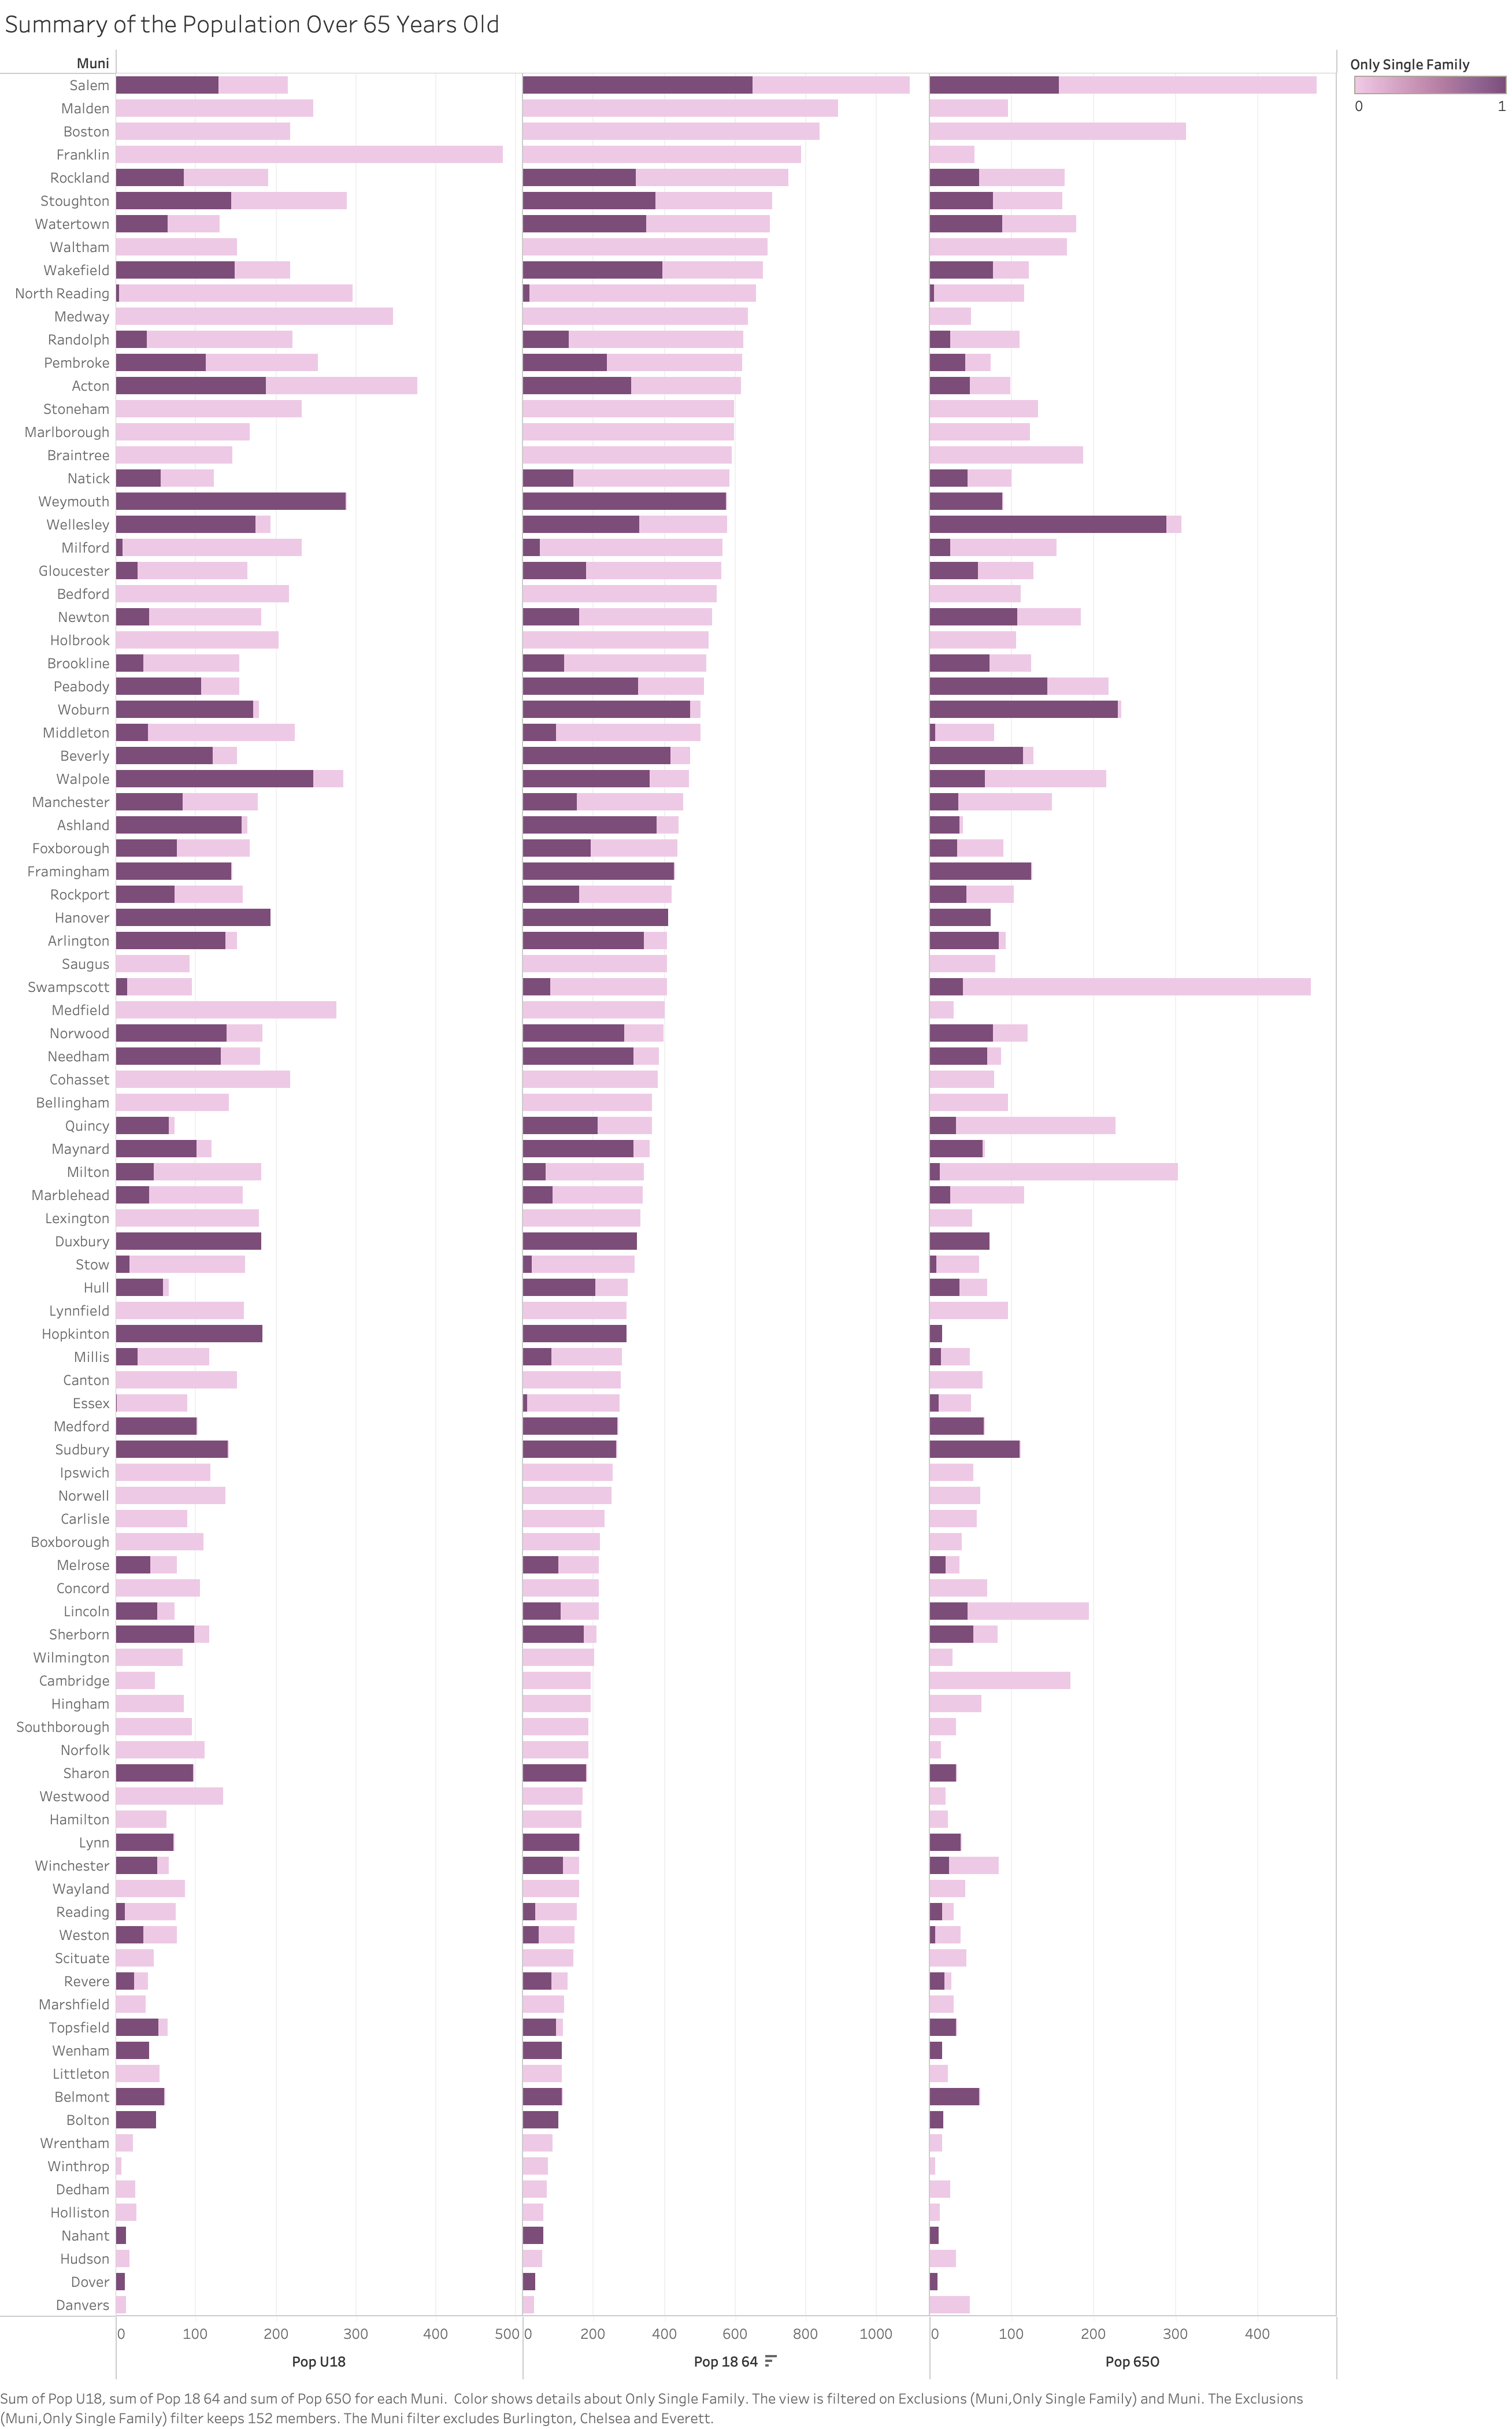 Summary of the Population Over 65 Years Old
Muni
Only Single Family
0 1
Salem
Malden
Boston
Franklin
Rockland
Stoughton
Watertown
Waltham
Wakefield
North Reading
Medway
Randolph
Pembroke
Acton
Stoneham
Marlborough
Braintree
Natick
Weymouth
Wellesley
Milford
Gloucester
Bedford
Newton
Holbrook
Brookline
Peabody
Woburn
Middleton
Beverly
Walpole
Manchester
Ashland
Foxborough
Framingham
Rockport
Hanover
Arlington
Saugus
Swampscott
Medfield
Norwood
Needham
Cohasset
Bellingham
Quincy
Maynard
Milton
Marblehead
Lexington
Duxbury
Stow
Hull
Lynnfield
Hopkinton
Millis
Canton
Essex
Medford
Sudbury
Ipswich
Norwell
Carlisle
Boxborough
Melrose
Concord
Lincoln
Sherborn
Wilmington
Cambridge
Hingham
Southborough
Norfolk
Sharon
Westwood
Hamilton
Lynn
Winchester
Wayland
Reading
Weston
Scituate
Revere
Marshfield
Topsfield
Wenham
Littleton
Belmont
Bolton
Wrentham
Winthrop
Dedham
Holliston
Nahant
Hudson
Dover
Danvers
0 100 200 300 400 500 0 200 400 600 800 1000 0 100 200 300 400
Pop U18 Pop 18 64 Pop 65O
Sum of Pop U18, sum of Pop 18 64 and sum of Pop 65O for each Muni. Color shows details about Only Single Family. The view is filtered on Exclusions (Muni,Only Single Family) and Muni. The Exclusions
(Muni,Only Single Family) filter keeps 152 members. The Muni filter excludes Burlington, Chelsea and Everett.